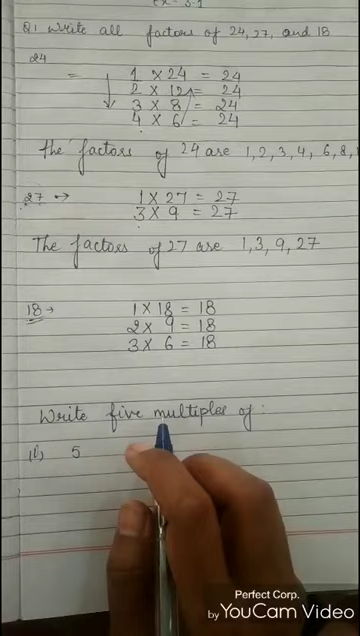 Ex - 3.1
Q1 Write all factors of 24, 27, and 18
24
= 1 × 24 = 24
2 × 12 = 24
3 × 8 = 24
4 × 6 = 24
The factors of 24 are 1, 2, 3, 4, 6, 8, 1
27 → 1 × 27 = 27
3 × 9 = 27
The factors of 27 are 1, 3, 9, 27
18 → 1 × 18 = 18
2 × 9 = 18
3 × 6 = 18
Write five multiples of :
(i) 5
Perfect Corp.
by YouCam Video